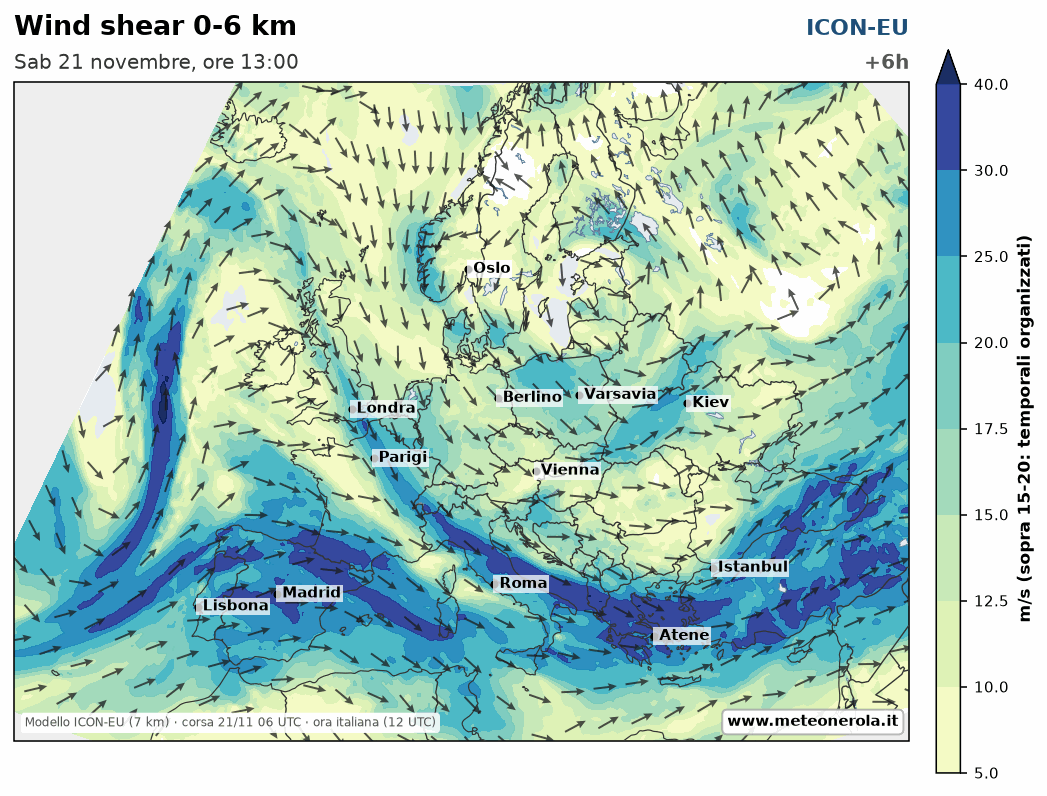 Wind shear 0-6 km
ICON-EU
Sab 21 novembre, ore 13:00
+6h
40.0
30.0
25.0
20.0
17.5
15.0
12.5
10.0
5.0
m/s (sopra 15-20: temporali organizzati)
Oslo
Londra
Berlino
Varsavia
Kiev
Parigi
Vienna
Istanbul
Roma
Madrid
Lisbona
Atene
Modello ICON-EU (7 km) · corsa 21/11 06 UTC · ora italiana (12 UTC)
www.meteonerola.it